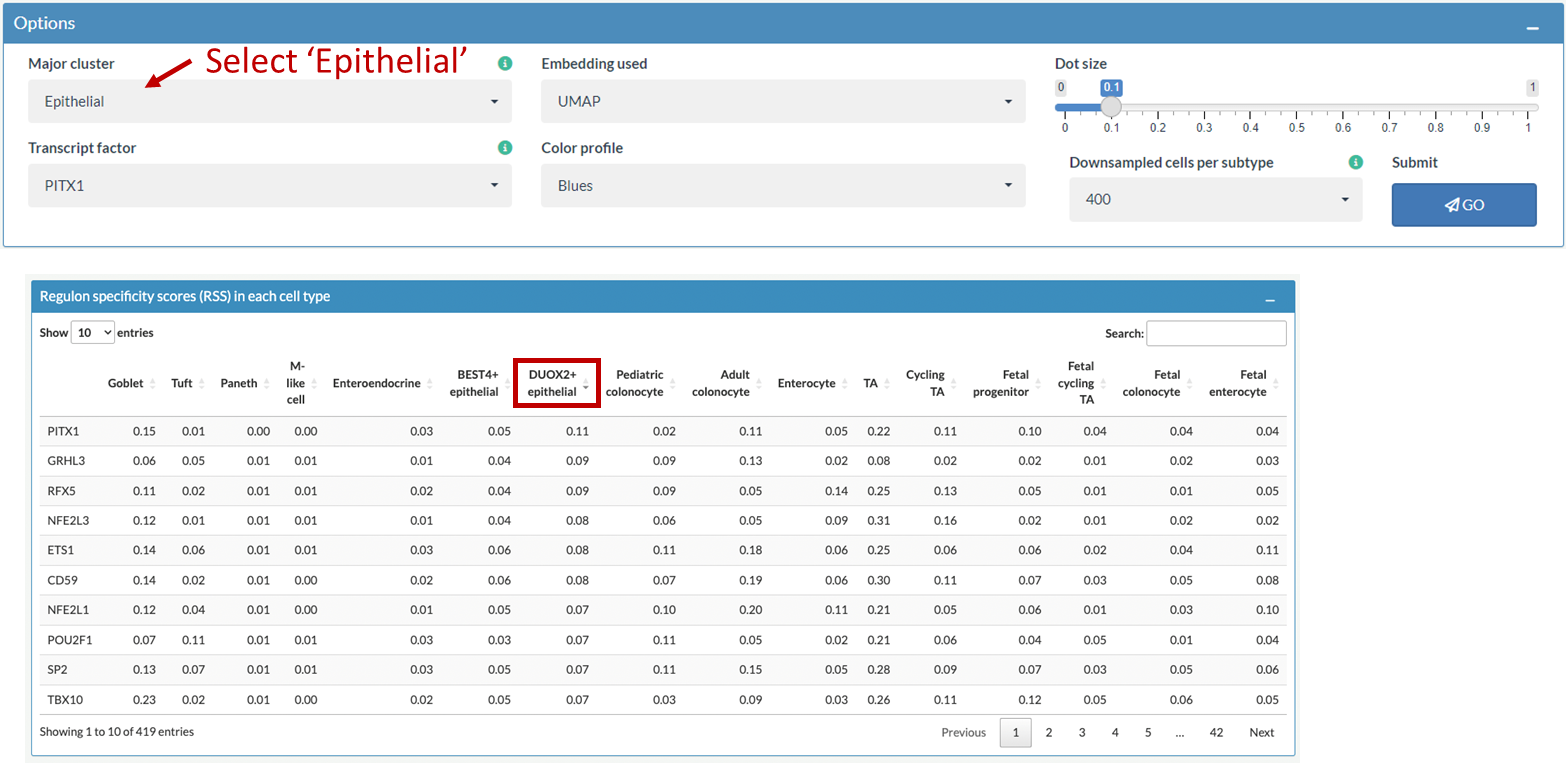 Options
Select ‘Epithelial’
Major cluster
Epithelial
Embedding used
UMAP
Dot size
0 0.1 1
0 0.1 0.2 0.3 0.4 0.5 0.6 0.7 0.8 0.9 1
Transcript factor
PITX1
Color profile
Blues
Downsampled cells per subtype
400
Submit
GO
Regulon specificity scores (RSS) in each cell type
Show 10 entries
Search:
Goblet Tuft Paneth M-like cell Enteroendocrine BEST4+ epithelial DUOX2+ epithelial Pediatric colonocyte Adult colonocyte Enterocyte TA Cycling TA Fetal progenitor Fetal cycling TA Fetal colonocyte Fetal enterocyte
PITX1 0.15 0.01 0.00 0.00 0.03 0.05 0.11 0.02 0.11 0.05 0.22 0.11 0.10 0.04 0.04 0.04
GRHL3 0.06 0.05 0.01 0.01 0.01 0.04 0.09 0.09 0.13 0.02 0.08 0.02 0.02 0.01 0.02 0.03
RFX5 0.11 0.02 0.01 0.01 0.02 0.04 0.09 0.09 0.05 0.14 0.25 0.13 0.05 0.01 0.01 0.05
NFE2L3 0.12 0.01 0.01 0.01 0.01 0.04 0.08 0.06 0.05 0.09 0.31 0.16 0.02 0.01 0.02 0.02
ETS1 0.14 0.06 0.01 0.01 0.03 0.06 0.08 0.11 0.18 0.06 0.25 0.06 0.06 0.02 0.04 0.11
CD59 0.14 0.02 0.01 0.00 0.02 0.06 0.08 0.07 0.19 0.06 0.30 0.11 0.07 0.03 0.05 0.08
NFE2L1 0.12 0.04 0.01 0.00 0.01 0.05 0.07 0.10 0.20 0.11 0.21 0.05 0.06 0.01 0.03 0.10
POU2F1 0.07 0.11 0.01 0.01 0.03 0.03 0.07 0.11 0.05 0.02 0.21 0.06 0.04 0.05 0.01 0.04
SP2 0.13 0.07 0.01 0.01 0.03 0.05 0.07 0.11 0.15 0.05 0.28 0.09 0.07 0.03 0.05 0.06
TBX10 0.23 0.02 0.01 0.00 0.02 0.05 0.07 0.03 0.09 0.03 0.26 0.11 0.12 0.05 0.06 0.05
Showing 1 to 10 of 419 entries
Previous 1 2 3 4 5 ... 42 Next